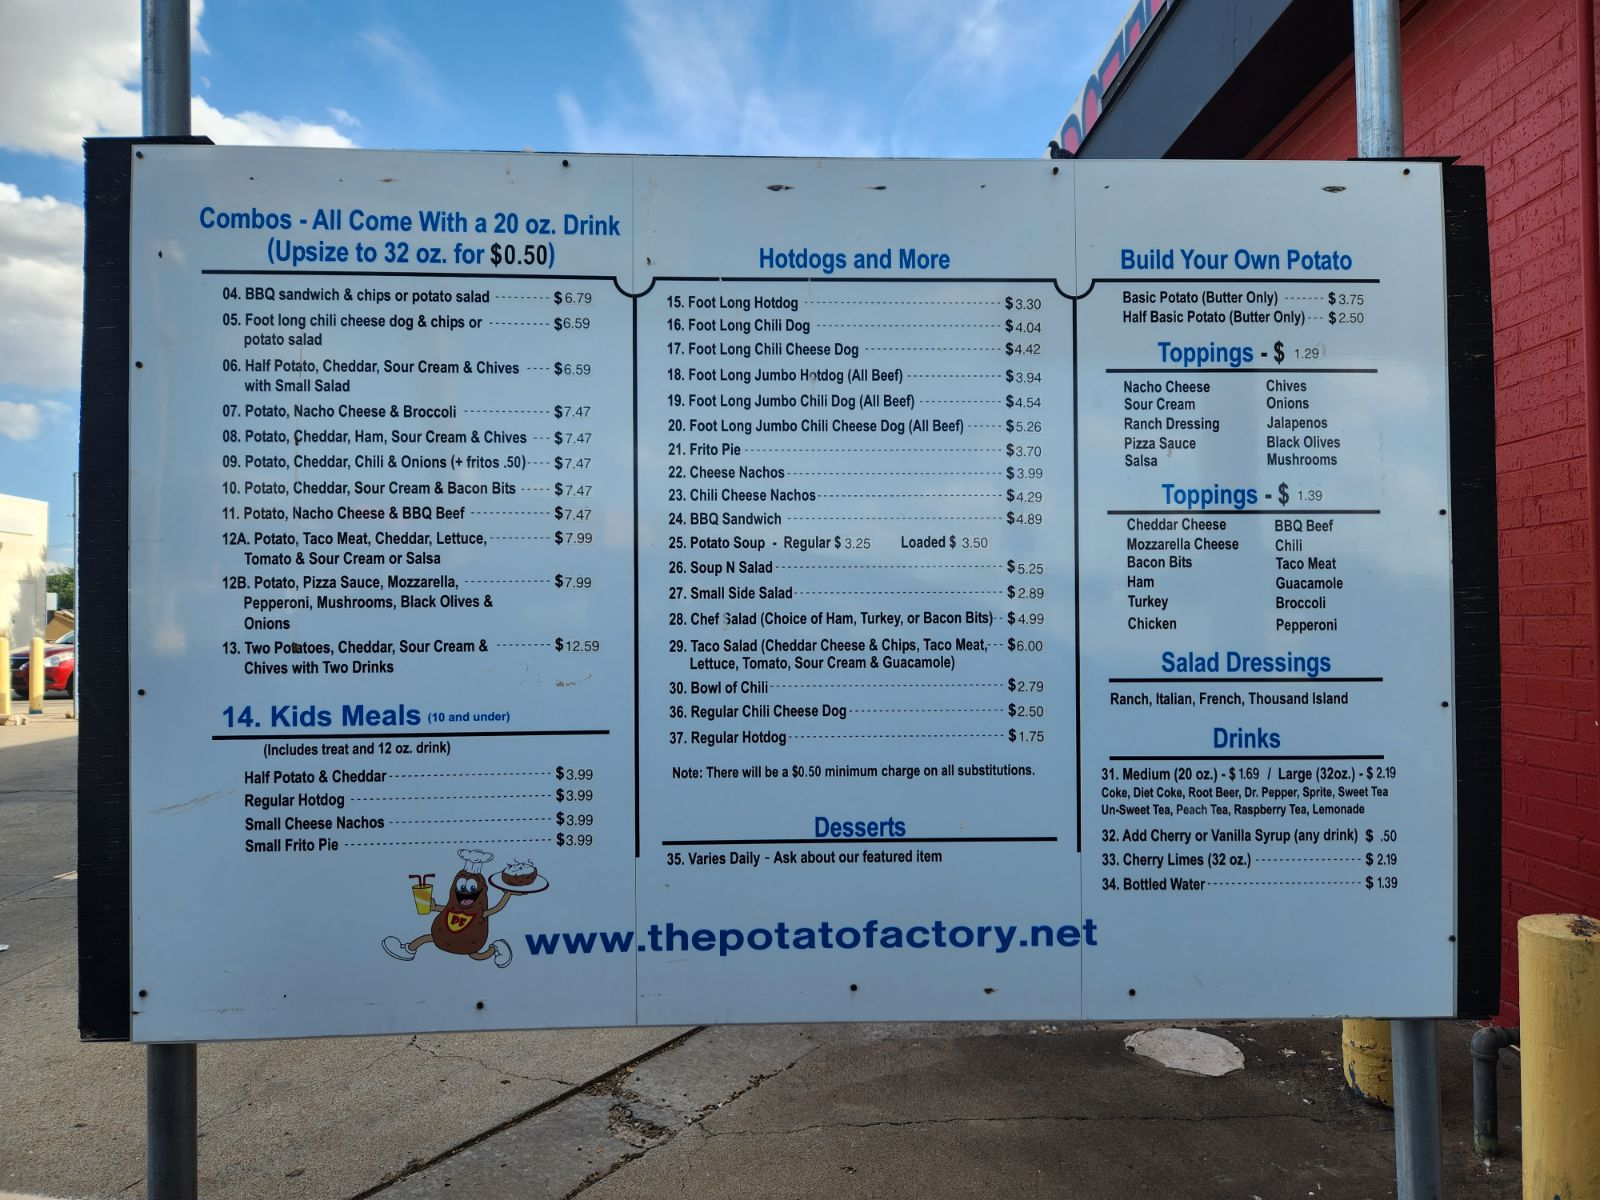 Combos - All Come With a 20 oz. Drink
(Upsize to 32 oz. for $0.50)
04. BBQ sandwich & chips or potato salad -------- $6.79
05. Foot long chili cheese dog & chips or --------- $6.59
potato salad
06. Half Potato, Cheddar, Sour Cream & Chives ---- $6.59
with Small Salad
07. Potato, Nacho Cheese & Broccoli ------------- $7.47
08. Potato, Cheddar, Ham, Sour Cream & Chives --- $7.47
09. Potato, Cheddar, Chili & Onions (+ fritos .50)---- $7.47
10. Potato, Cheddar, Sour Cream & Bacon Bits ----- $7.47
11. Potato, Nacho Cheese & BBQ Beef ------------ $7.47
12A. Potato, Taco Meat, Cheddar, Lettuce,--------- $7.99
Tomato & Sour Cream or Salsa
12B. Potato, Pizza Sauce, Mozzarella, ------------- $7.99
Pepperoni, Mushrooms, Black Olives &
Onions
13. Two Potatoes, Cheddar, Sour Cream & -------- $12.59
Chives with Two Drinks
14. Kids Meals (10 and under)
(Includes treat and 12 oz. drink)
Half Potato & Cheddar------------------------- $3.99
Regular Hotdog ------------------------------ $3.99
Small Cheese Nachos ------------------------- $3.99
Small Frito Pie ------------------------------- $3.99
Hotdogs and More
15. Foot Long Hotdog ------------------------------ $3.30
16. Foot Long Chili Dog ---------------------------- $4.04
17. Foot Long Chili Cheese Dog --------------------- $4.42
18. Foot Long Jumbo Hotdog (All Beef) --------------- $3.94
19. Foot Long Jumbo Chili Dog (All Beef) ------------- $4.54
20. Foot Long Jumbo Chili Cheese Dog (All Beef) ----- $5.26
21. Frito Pie ---------------------------------------- $3.70
22. Cheese Nachos--------------------------------- $3.99
23. Chili Cheese Nachos---------------------------- $4.29
24. BBQ Sandwich --------------------------------- $4.89
25. Potato Soup - Regular $ 3.25 Loaded $ 3.50
26. Soup N Salad----------------------------------- $5.25
27. Small Side Salad-------------------------------- $2.89
28. Chef Salad (Choice of Ham, Turkey, or Bacon Bits)-- $4.99
29. Taco Salad (Cheddar Cheese & Chips, Taco Meat,--- $6.00
Lettuce, Tomato, Sour Cream & Guacamole)
30. Bowl of Chili------------------------------------ $2.79
36. Regular Chili Cheese Dog------------------------ $2.50
37. Regular Hotdog--------------------------------- $1.75
Note: There will be a $0.50 minimum charge on all substitutions.
Desserts
35. Varies Daily - Ask about our featured item
Build Your Own Potato
Basic Potato (Butter Only) ------- $3.75
Half Basic Potato (Butter Only)--- $2.50
Toppings - $ 1.29
Nacho Cheese Chives
Sour Cream Onions
Ranch Dressing Jalapenos
Pizza Sauce Black Olives
Salsa Mushrooms
Toppings - $ 1.39
Cheddar Cheese BBQ Beef
Mozzarella Cheese Chili
Bacon Bits Taco Meat
Ham Guacamole
Turkey Broccoli
Chicken Pepperoni
Salad Dressings
Ranch, Italian, French, Thousand Island
Drinks
31. Medium (20 oz.) - $1.69 / Large (32oz.) - $2.19
Coke, Diet Coke, Root Beer, Dr. Pepper, Sprite, Sweet Tea
Un-Sweet Tea, Peach Tea, Raspberry Tea, Lemonade
32. Add Cherry or Vanilla Syrup (any drink) $ .50
33. Cherry Limes (32 oz.) ---------------- $ 2.19
34. Bottled Water----------------------- $ 1.39
PF
www.thepotatofactory.net